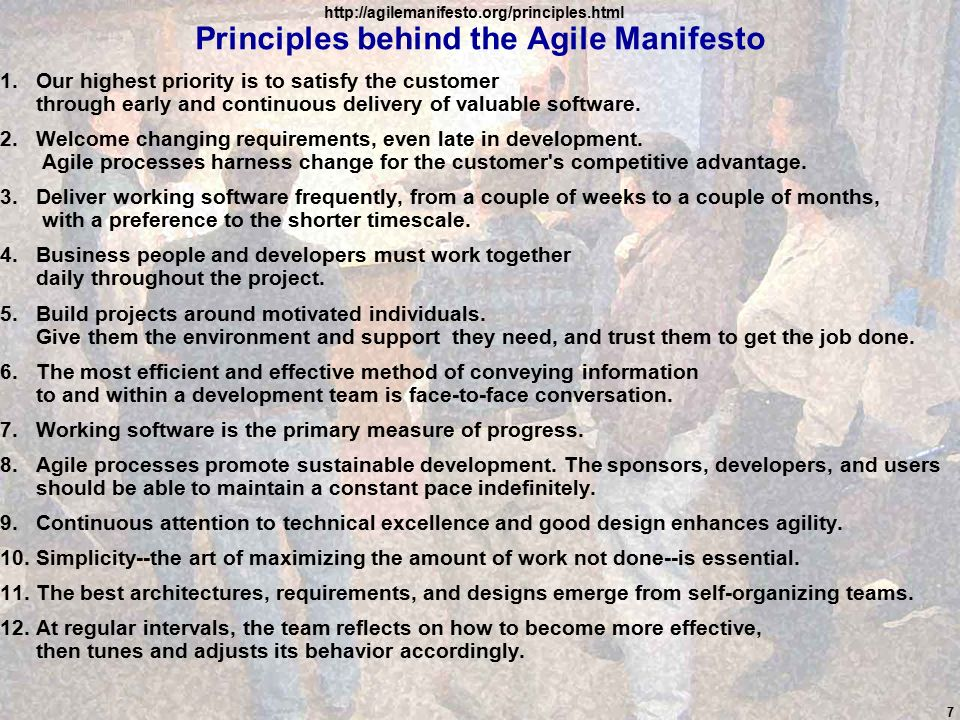 http://agilemanifesto.org/principles.html
Principles behind the Agile Manifesto
1. Our highest priority is to satisfy the customer
through early and continuous delivery of valuable software.
2. Welcome changing requirements, even late in development.
Agile processes harness change for the customer's competitive advantage.
3. Deliver working software frequently, from a couple of weeks to a couple of months,
with a preference to the shorter timescale.
4. Business people and developers must work together
daily throughout the project.
5. Build projects around motivated individuals.
Give them the environment and support they need, and trust them to get the job done.
6. The most efficient and effective method of conveying information
to and within a development team is face-to-face conversation.
7. Working software is the primary measure of progress.
8. Agile processes promote sustainable development. The sponsors, developers, and users
should be able to maintain a constant pace indefinitely.
9. Continuous attention to technical excellence and good design enhances agility.
10. Simplicity--the art of maximizing the amount of work not done--is essential.
11. The best architectures, requirements, and designs emerge from self-organizing teams.
12. At regular intervals, the team reflects on how to become more effective,
then tunes and adjusts its behavior accordingly.
7